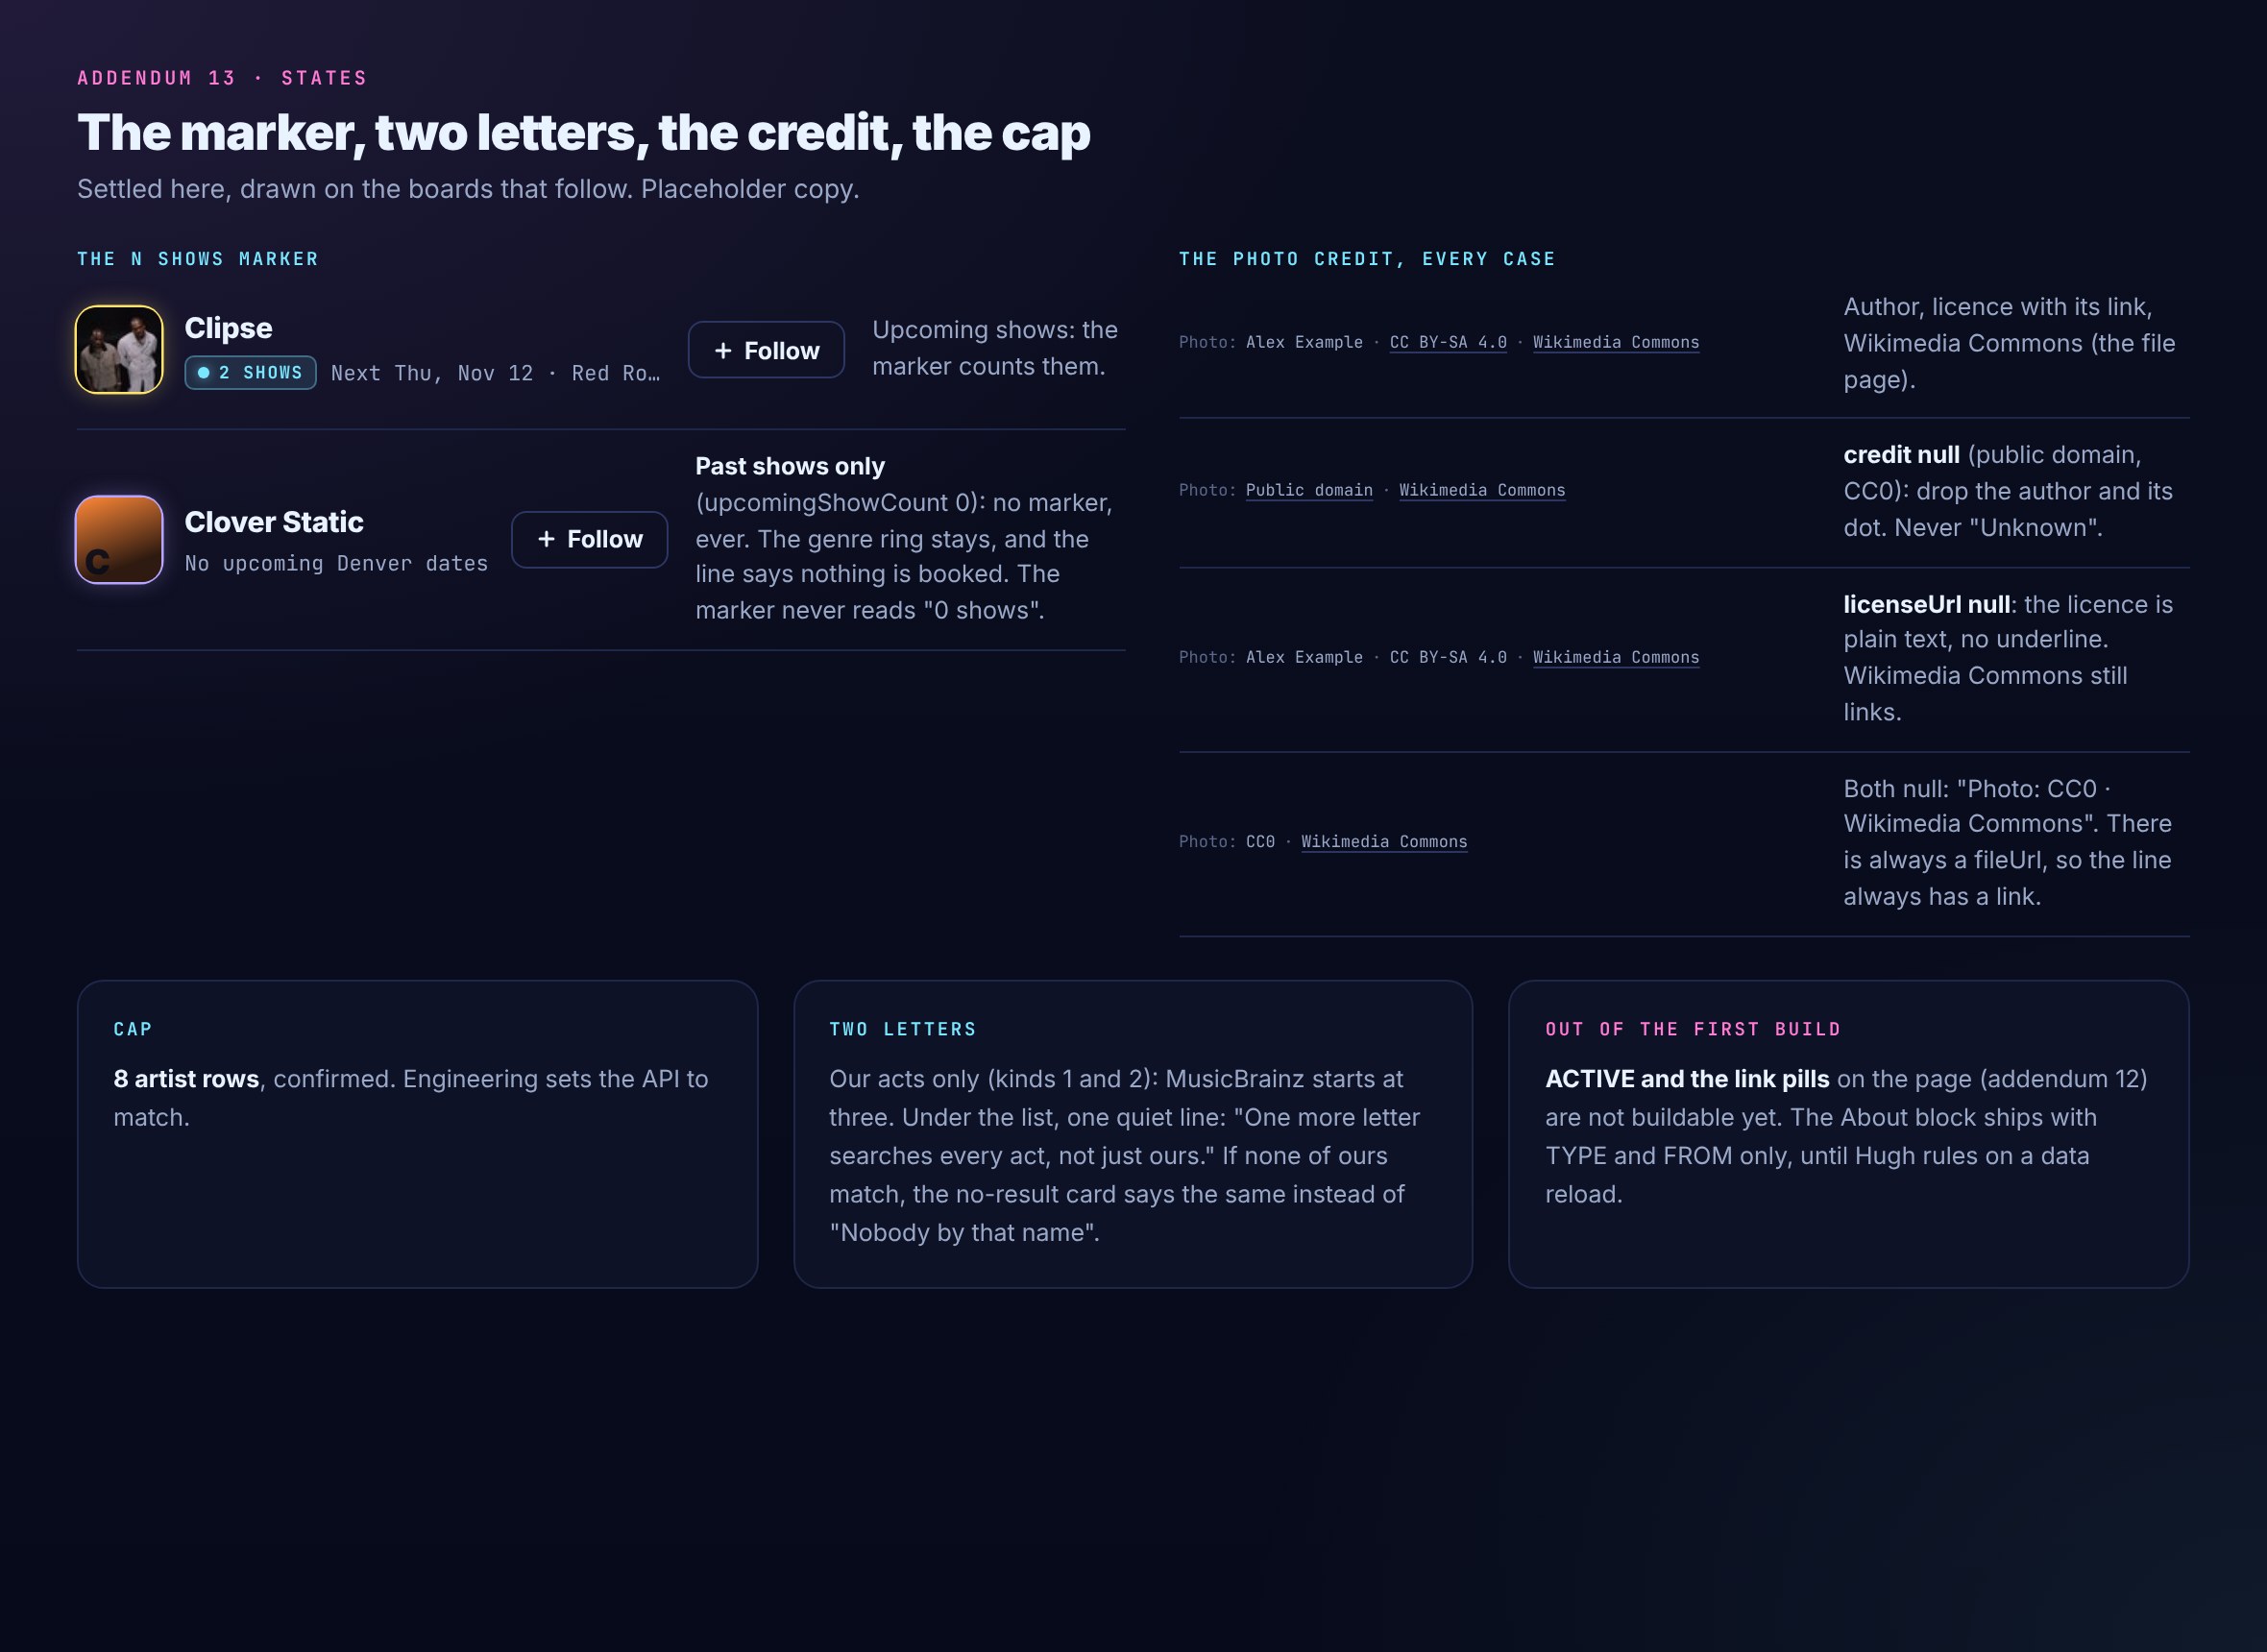 ADDENDUM 13 · STATES
The marker, two letters, the credit, the cap
Settled here, drawn on the boards that follow. Placeholder copy.
THE N SHOWS MARKER
Clipse
2 SHOWS
Next Thu, Nov 12 · Red Ro…
+ Follow
Upcoming shows: the
marker counts them.
C
Clover Static
No upcoming Denver dates
+ Follow
Past shows only
(upcomingShowCount 0): no marker,
ever. The genre ring stays, and the
line says nothing is booked. The
marker never reads "0 shows".
THE PHOTO CREDIT, EVERY CASE
Photo: Alex Example · CC BY-SA 4.0 · Wikimedia Commons
Author, licence with its link,
Wikimedia Commons (the file
page).
Photo: Public domain · Wikimedia Commons
credit null (public domain,
CC0): drop the author and its
dot. Never "Unknown".
Photo: Alex Example · CC BY-SA 4.0 · Wikimedia Commons
licenseUrl null: the licence is
plain text, no underline.
Wikimedia Commons still
links.
Photo: CC0 · Wikimedia Commons
Both null: "Photo: CC0 ·
Wikimedia Commons". There
is always a fileUrl, so the line
always has a link.
CAP
8 artist rows, confirmed. Engineering sets the API to
match.
TWO LETTERS
Our acts only (kinds 1 and 2): MusicBrainz starts at
three. Under the list, one quiet line: "One more letter
searches every act, not just ours." If none of ours
match, the no-result card says the same instead of
"Nobody by that name".
OUT OF THE FIRST BUILD
ACTIVE and the link pills on the page (addendum 12)
are not buildable yet. The About block ships with
TYPE and FROM only, until Hugh rules on a data
reload.